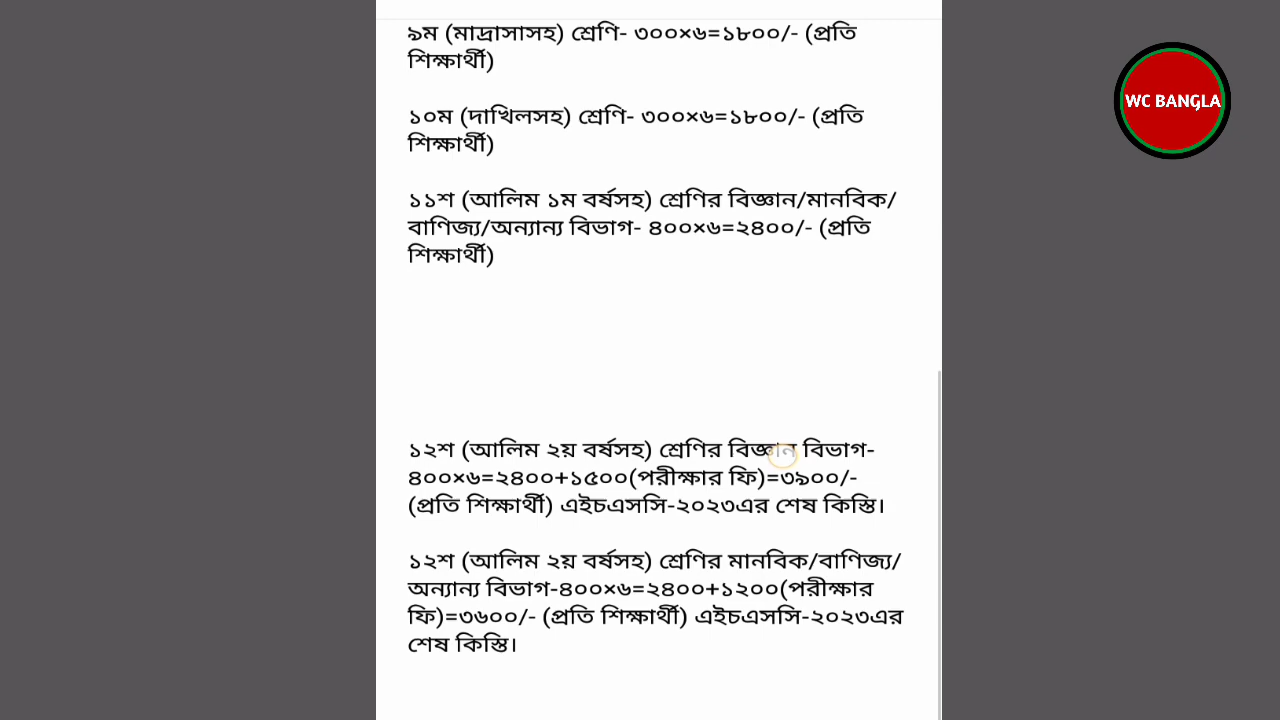 ৯ম (মাদ্রাসাসহ) শ্রেণি- ৩০০×৬=১৮০০/- (প্রতি
শিক্ষার্থী)
১০ম (দাখিলসহ) শ্রেণি- ৩০০×৬=১৮০০/- (প্রতি
শিক্ষার্থী)
১১শ (আলিম ১ম বর্ষসহ) শ্রেণির বিজ্ঞান/মানবিক/
বাণিজ্য/অন্যান্য বিভাগ- ৪০০×৬=২৪০০/- (প্রতি
শিক্ষার্থী)
১২শ (আলিম ২য় বর্ষসহ) শ্রেণির বিজ্ঞান বিভাগ-
৪০০×৬=২৪০০+১৫০০(পরীক্ষার ফি)=৩৯০০/-
(প্রতি শিক্ষার্থী) এইচএসসি-২০২৩এর শেষ কিস্তি।
১২শ (আলিম ২য় বর্ষসহ) শ্রেণির মানবিক/বাণিজ্য/
অন্যান্য বিভাগ-৪০০×৬=২৪০০+১২০০(পরীক্ষার
ফি)=৩৬০০/- (প্রতি শিক্ষার্থী) এইচএসসি-২০২৩এর
শেষ কিস্তি।
WC BANGLA